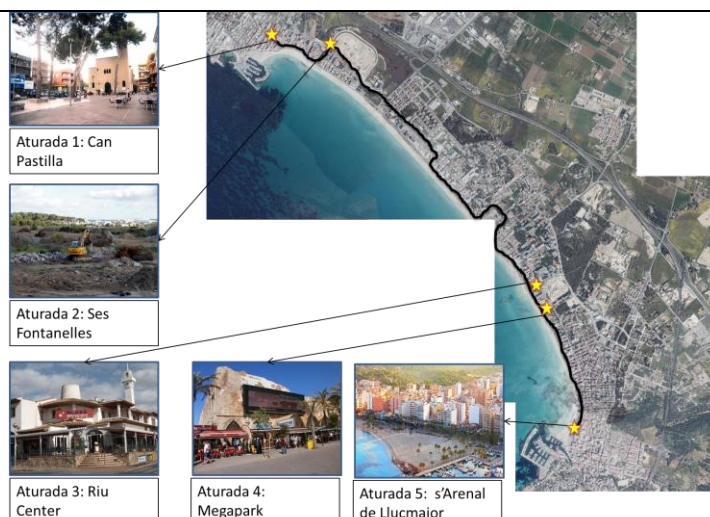 Aturada 1: Can
Pastilla
Aturada 2: Ses
Fontanelles
Aturada 3: Riu
Center
Aturada 4:
Megapark
Aturada 5: s'Arenal
de Llucmajor